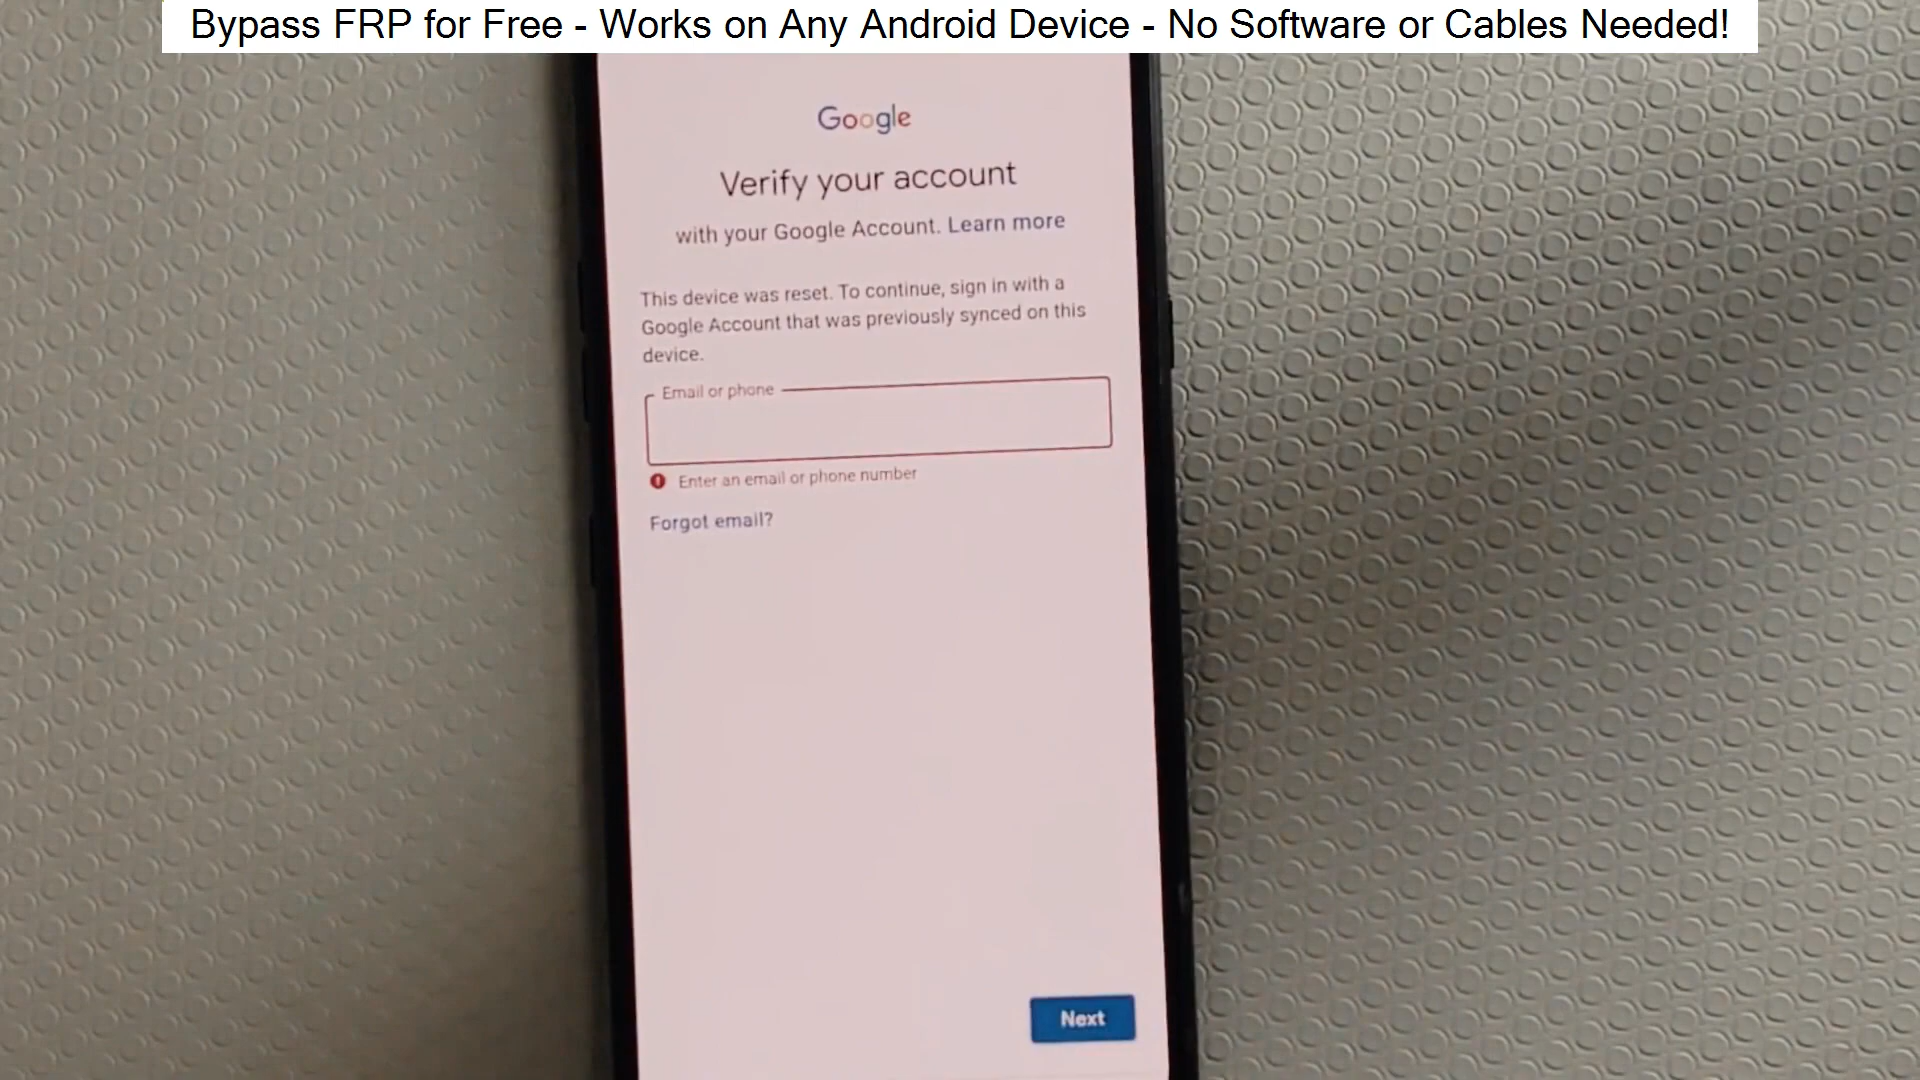 Bypass FRP for Free - Works on Any Android Device - No Software or Cables Needed!
Google
Verify your account
with your Google Account. Learn more
This device was reset. To continue, sign in with a
Google Account that was previously synced on this
device.
Email or phone
Enter an email or phone number
Forgot email?
Next